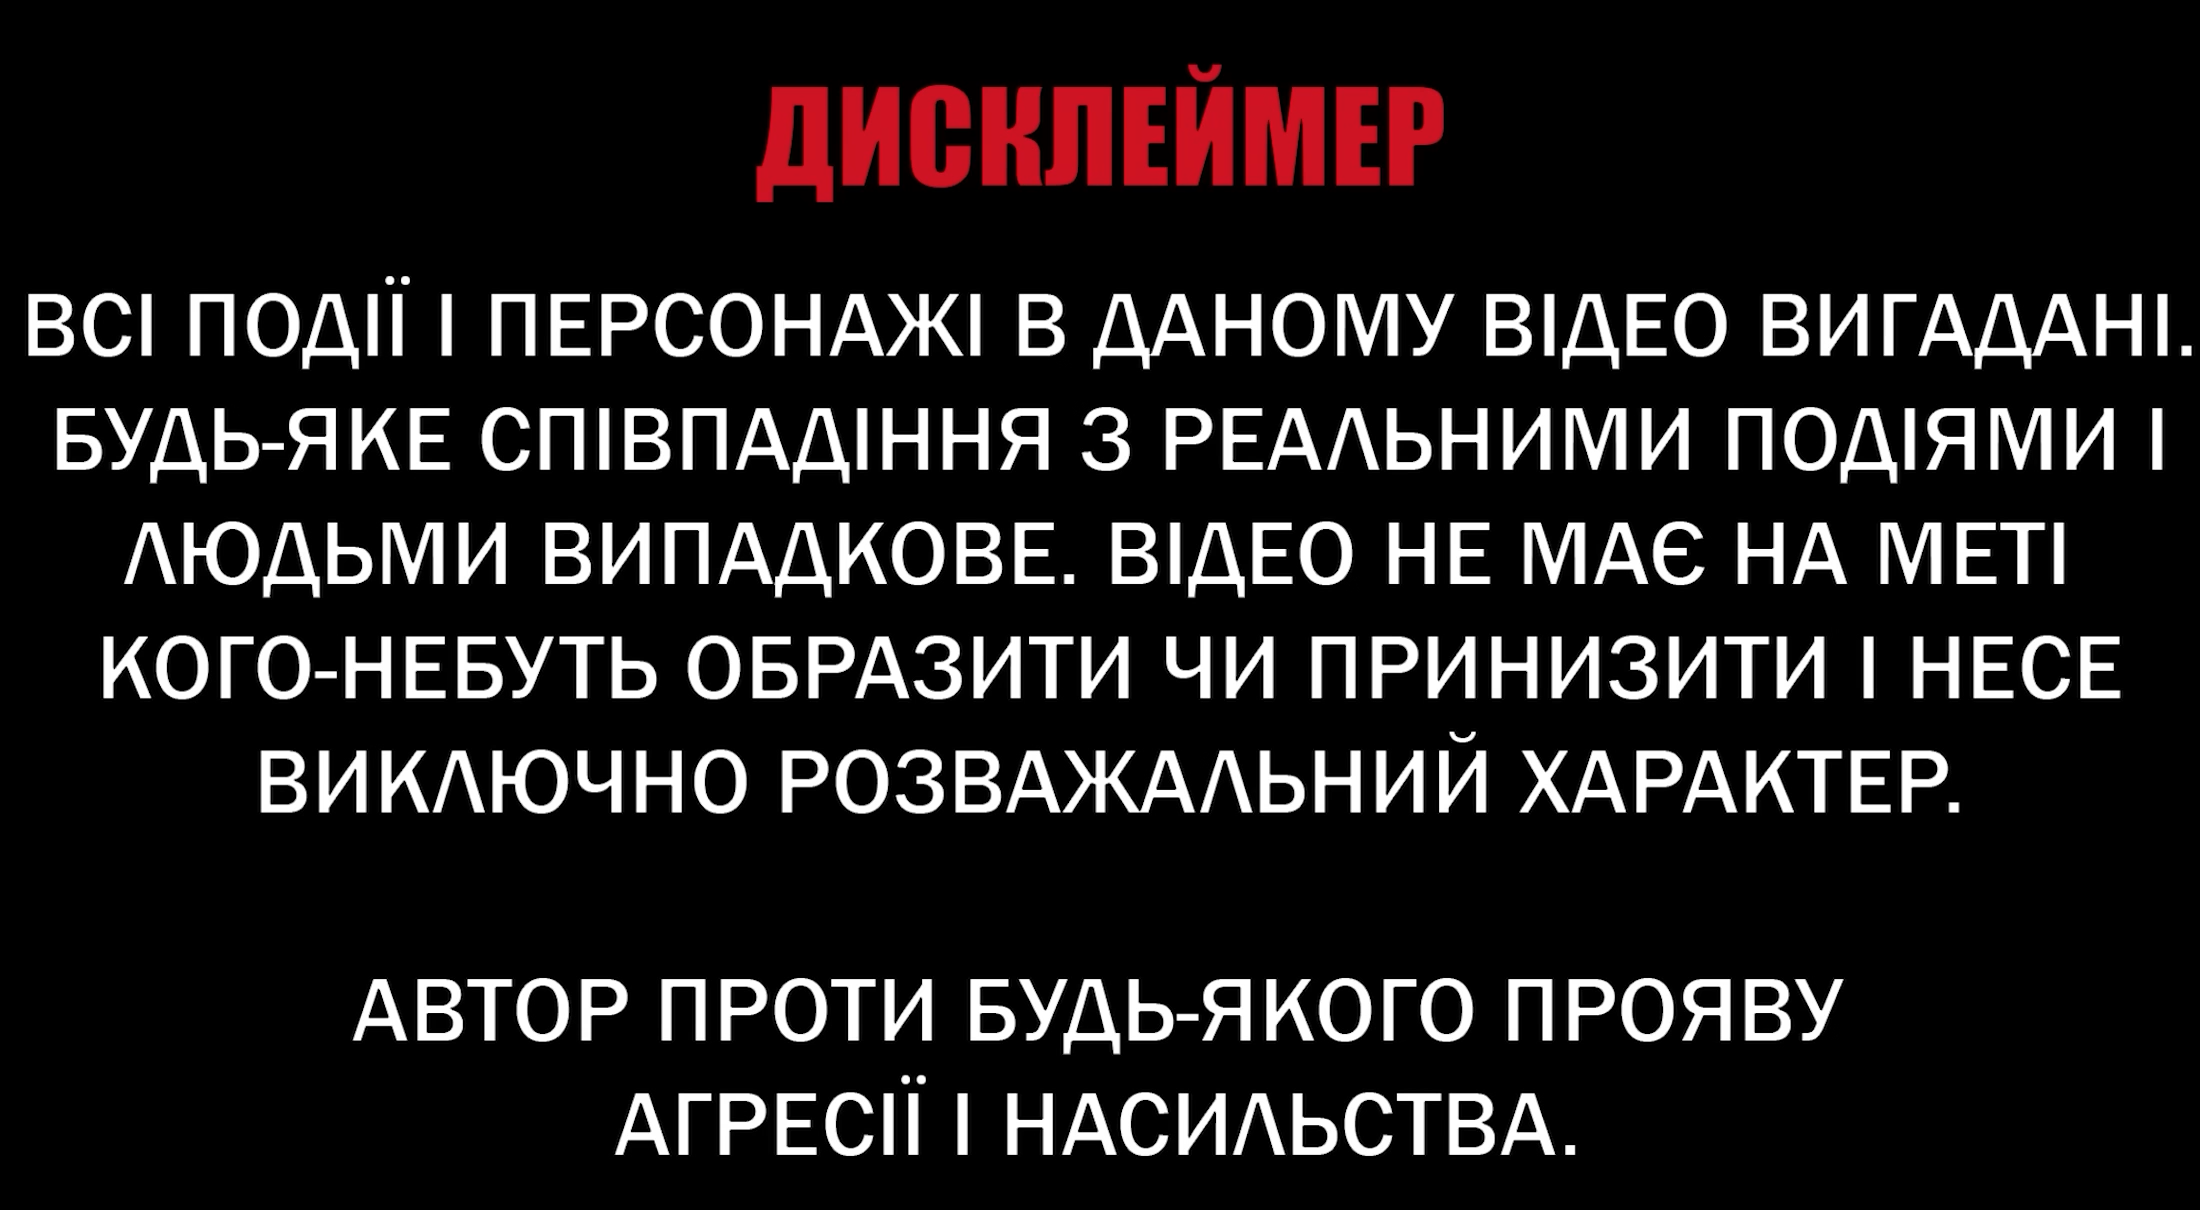 ДИСКЛЕЙМЕР
ВСІ ПОДІЇ І ПЕРСОНАЖІ В ДАНОМУ ВІДЕО ВИГАДАНІ.
БУДЬ-ЯКЕ СПІВПАДІННЯ З РЕАЛЬНИМИ ПОДІЯМИ І
ЛЮДЬМИ ВИПАДКОВЕ. ВІДЕО НЕ МАЄ НА МЕТІ
КОГО-НЕБУТЬ ОБРАЗИТИ ЧИ ПРИНИЗИТИ І НЕСЕ
ВИКЛЮЧНО РОЗВАЖАЛЬНИЙ ХАРАКТЕР.
АВТОР ПРОТИ БУДЬ-ЯКОГО ПРОЯВУ
АГРЕСІЇ І НАСИЛЬСТВА.